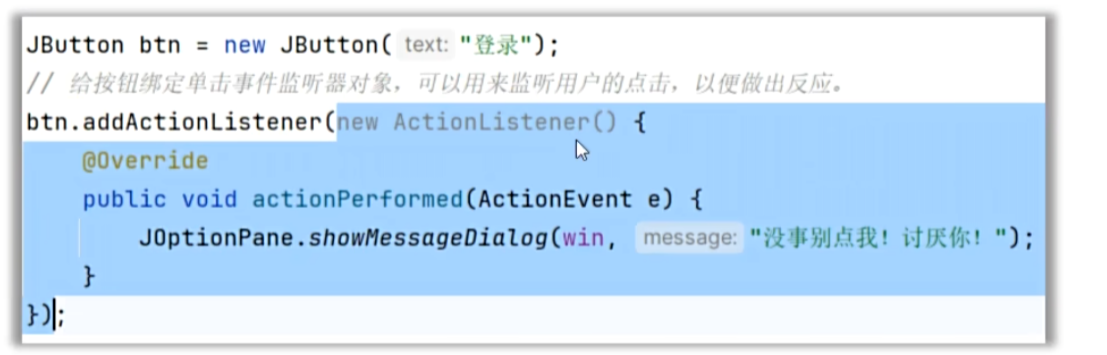 JButton btn = new JButton( text: "登录");
// 给按钮绑定单击事件监听器对象，可以用来监听用户的点击，以便做出反应。
btn.addActionListener(new ActionListener() {
@Override
public void actionPerformed(ActionEvent e) {
JOptionPane.showMessageDialog(win, message: "没事别点我！讨厌你！");
}
});